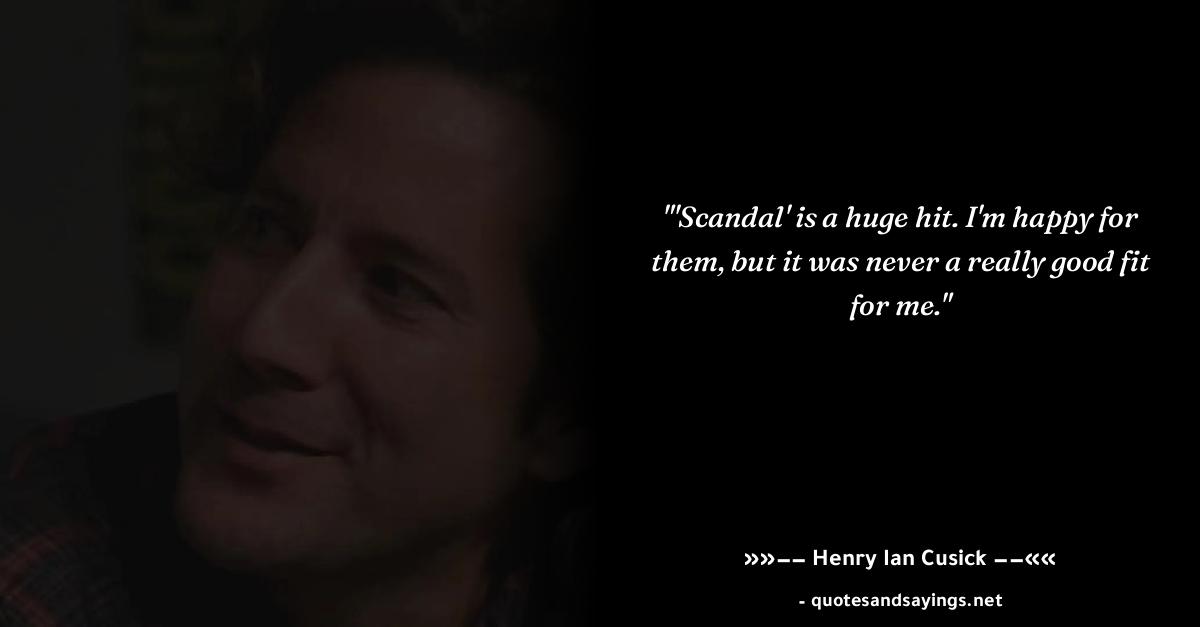 "'Scandal' is a huge hit. I'm happy for
them, but it was never a really good fit
for me."
»»−− Henry Ian Cusick −−««
- quotesandsayings.net